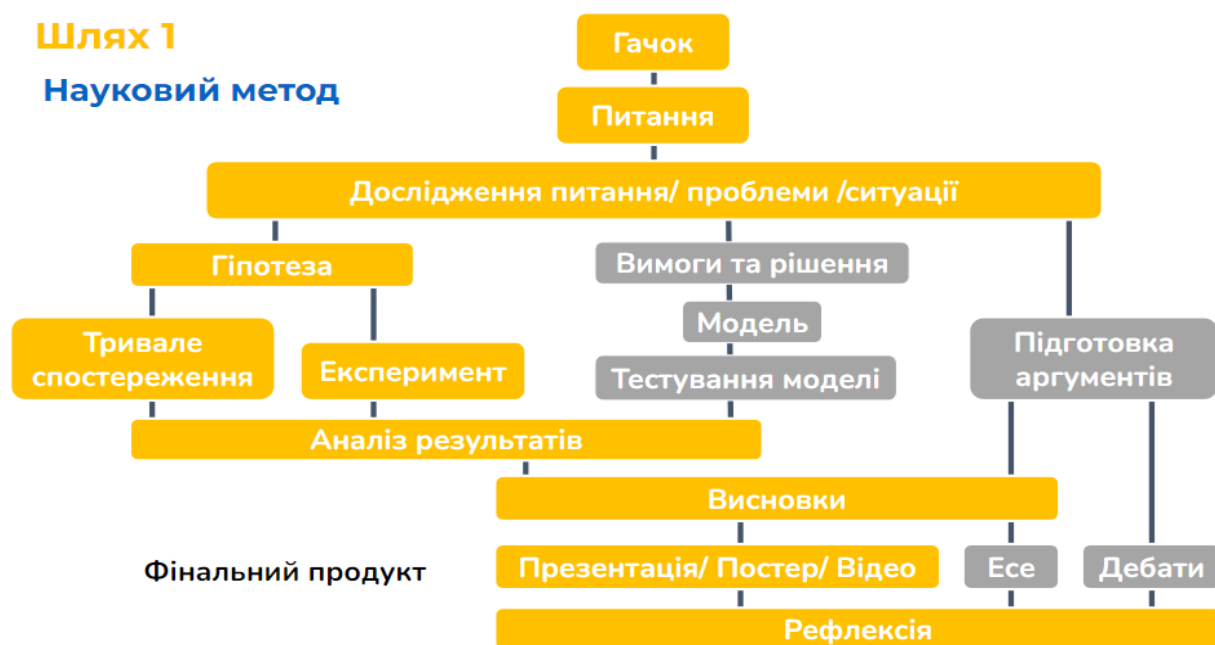 Шлях 1
Науковий метод
Гачок
Питання
Дослідження питання/ проблеми /ситуації
Гіпотеза
Вимоги та рішення
Модель
Тривале
спостереження
Експеримент
Тестування моделі
Підготовка
аргументів
Аналіз результатів
Висновки
Фінальний продукт
Презентація/ Постер/ Відео
Есе
Дебати
Рефлексія